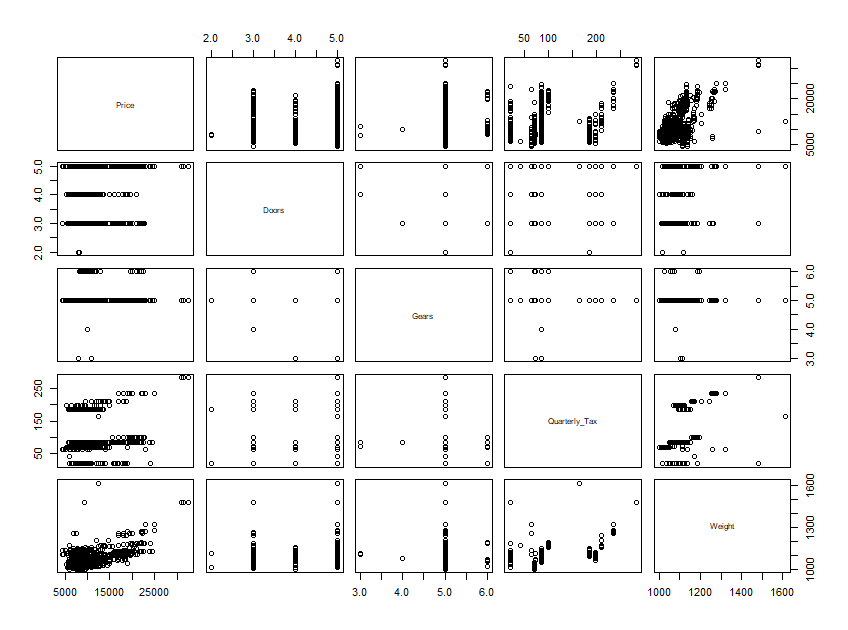 2.0 3.0 4.0 5.0 50 100 200
Price
5000 20000
2.0 3.0 4.0 5.0
Doors
Gears
3.0 4.0 5.0 6.0
50 150 250
Quarterly_Tax
Weight
1000 1300 1600
5000 15000 25000 3.0 4.0 5.0 6.0 1000 1200 1400 1600